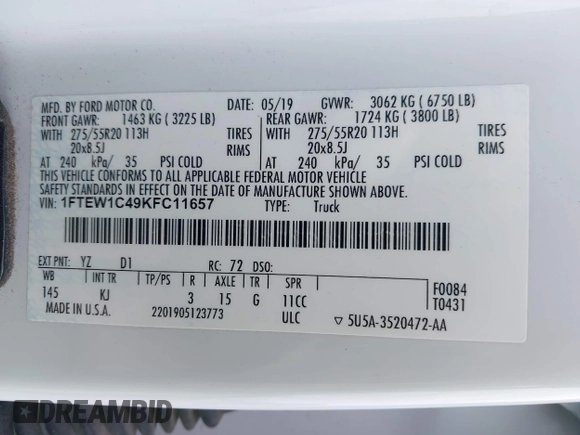 MFD. BY FORD MOTOR CO. DATE: 05/19 GVWR: 3062 KG ( 6750 LB)
FRONT GAWR: 1463 KG ( 3225 LB) REAR GAWR: 1724 KG ( 3800 LB)
WITH 275/55R20 113H TIRES WITH 275/55R20 113H TIRES
20x8.5J RIMS 20x8.5J RIMS
AT 240 kPa/ 35 PSI COLD AT 240 kPa/ 35 PSI COLD
THIS VEHICLE CONFORMS TO ALL APPLICABLE FEDERAL MOTOR VEHICLE
SAFETY STANDARDS IN EFFECT ON THE DATE OF MANUFACTURE SHOWN ABOVE.
VIN: 1FTEW1C49KFC11657 TYPE: Truck
EXT PNT: YZ D1 RC: 72 DSO:
WB INT TR TP/PS R AXLE TR SPR
145 KJ 3 15 G 11CC
ULC
F0084
T0431
MADE IN U.S.A. 2201905123773 ▽ 5U5A-3520472-AA
DREAMBID